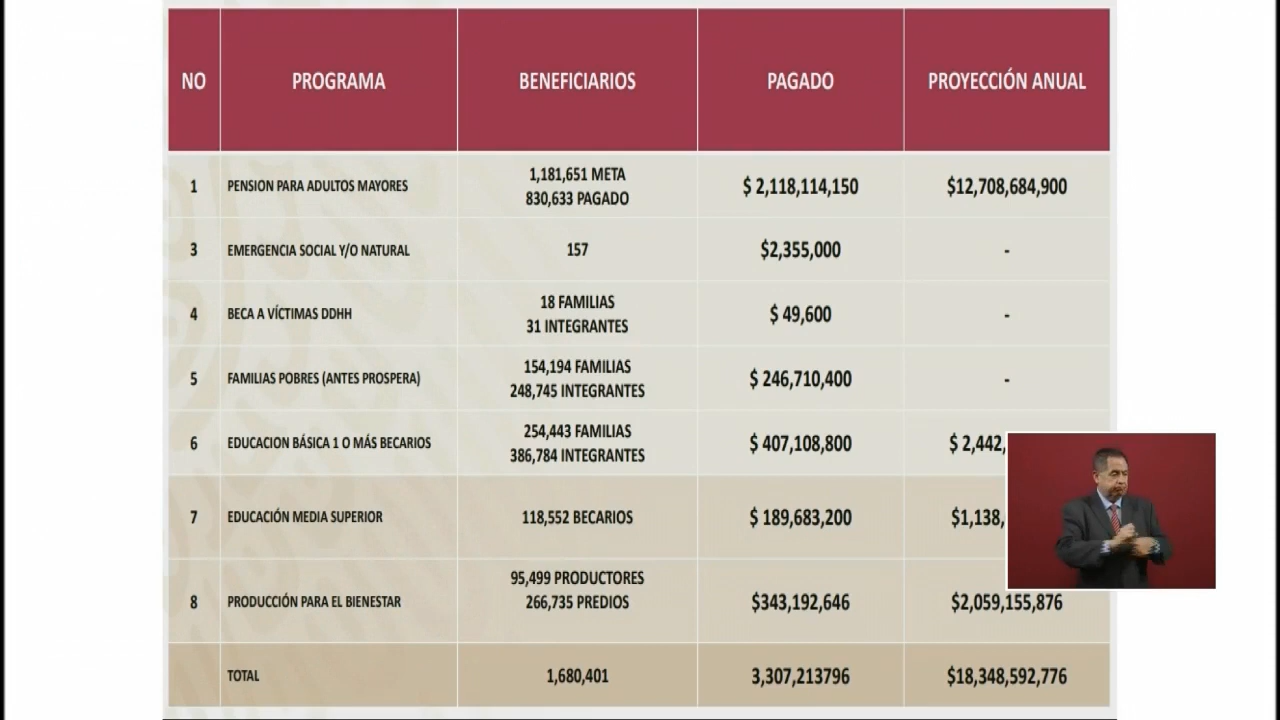 NO PROGRAMA BENEFICIARIOS PAGADO PROYECCIÓN ANUAL
1 PENSION PARA ADULTOS MAYORES 1,181,651 META $ 2,118,114,150 $12,708,684,900
830,633 PAGADO
3 EMERGENCIA SOCIAL Y/O NATURAL 157 $2,355,000 -
4 BECA A VÍCTIMAS DDHH 18 FAMILIAS $ 49,600 -
31 INTEGRANTES
5 FAMILIAS POBRES (ANTES PROSPERA) 154,194 FAMILIAS $ 246,710,400 -
248,745 INTEGRANTES
6 EDUCACION BÁSICA 1 O MÁS BECARIOS 254,443 FAMILIAS $ 407,108,800 $ 2,442,
386,784 INTEGRANTES
7 EDUCACIÓN MEDIA SUPERIOR 118,552 BECARIOS $ 189,683,200 $1,138,
95,499 PRODUCTORES
8 PRODUCCIÓN PARA EL BIENESTAR 266,735 PREDIOS $343,192,646 $2,059,155,876
TOTAL 1,680,401 3,307,213796 $18,348,592,776